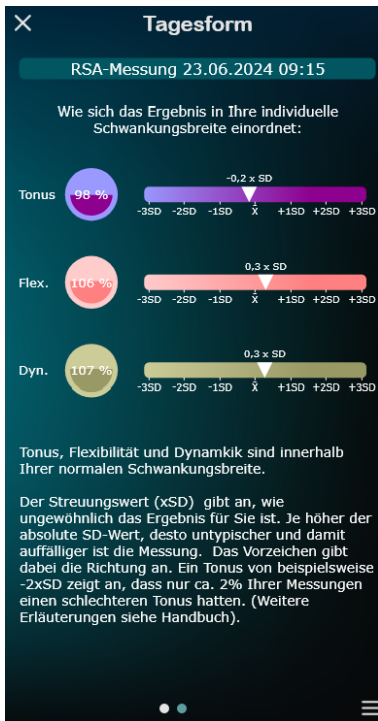 Tagesform
RSA-Messung 23.06.2024 09:15
Wie sich das Ergebnis in Ihre individuelle
Schwankungsbreite einordnet:
-0,2 x SD
Tonus 98 %
-3SD -2SD -1SD x̄ +1SD +2SD +3SD
0,3 x SD
Flex. 106 %
-3SD -2SD -1SD x̄ +1SD +2SD +3SD
0,3 x SD
Dyn. 107 %
-3SD -2SD -1SD x̄ +1SD +2SD +3SD
Tonus, Flexibilität und Dynamkik sind innerhalb
Ihrer normalen Schwankungsbreite.
Der Streuungswert (xSD) gibt an, wie
ungewöhnlich das Ergebnis für Sie ist. Je höher der
absolute SD-Wert, desto untypischer und damit
auffälliger ist die Messung. Das Vorzeichen gibt
dabei die Richtung an. Ein Tonus von beispielsweise
-2xSD zeigt an, dass nur ca. 2% Ihrer Messungen
einen schlechteren Tonus hatten. (Weitere
Erläuterungen siehe Handbuch).